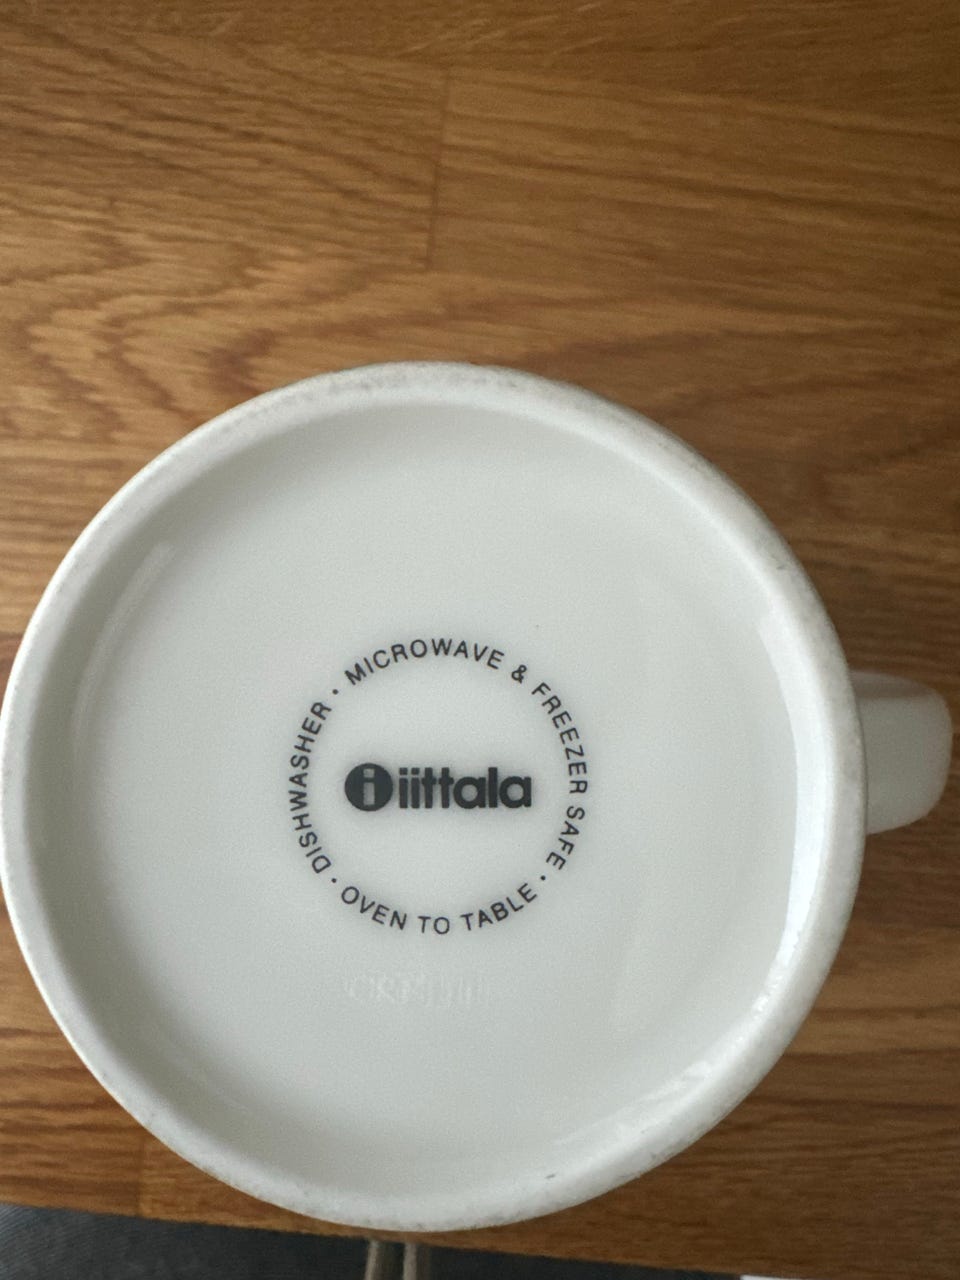 MICROWAVE & FREEZER SAFE · OVEN TO TABLE · DISHWASHER ·
i iittala